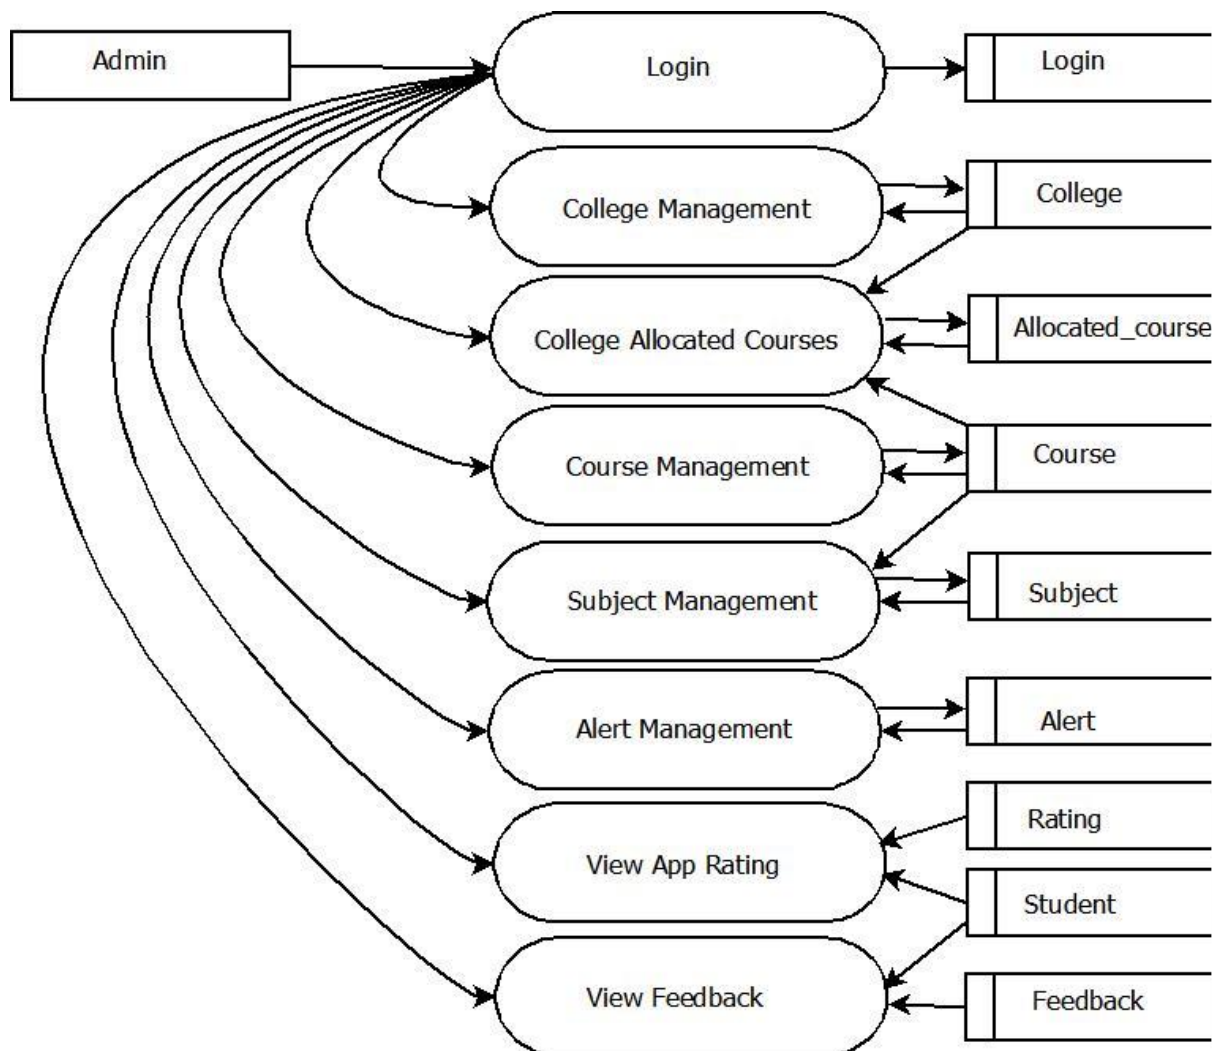 Admin
Login
Login
College Management
College
College Allocated Courses
Allocated_course
Course Management
Course
Subject Management
Subject
Alert Management
Alert
View App Rating
Rating
Student
View Feedback
Feedback